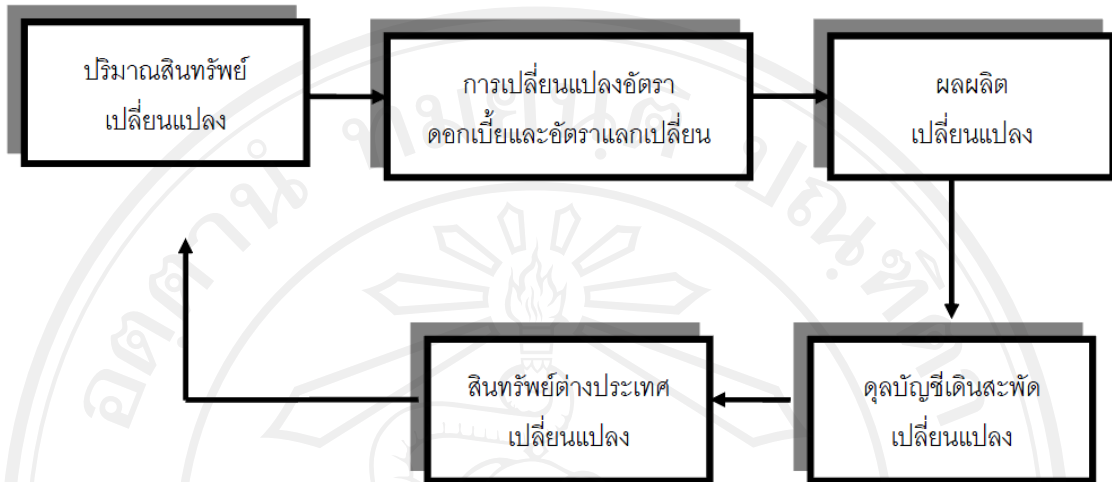 ปริมาณสินทรัพย์
เปลี่ยนแปลง
การเปลี่ยนแปลงอัตรา
ดอกเบี้ยและอัตราแลกเปลี่ยน
ผลผลิต
เปลี่ยนแปลง
สินทรัพย์ต่างประเทศ
เปลี่ยนแปลง
ดุลบัญชีเดินสะพัด
เปลี่ยนแปลง